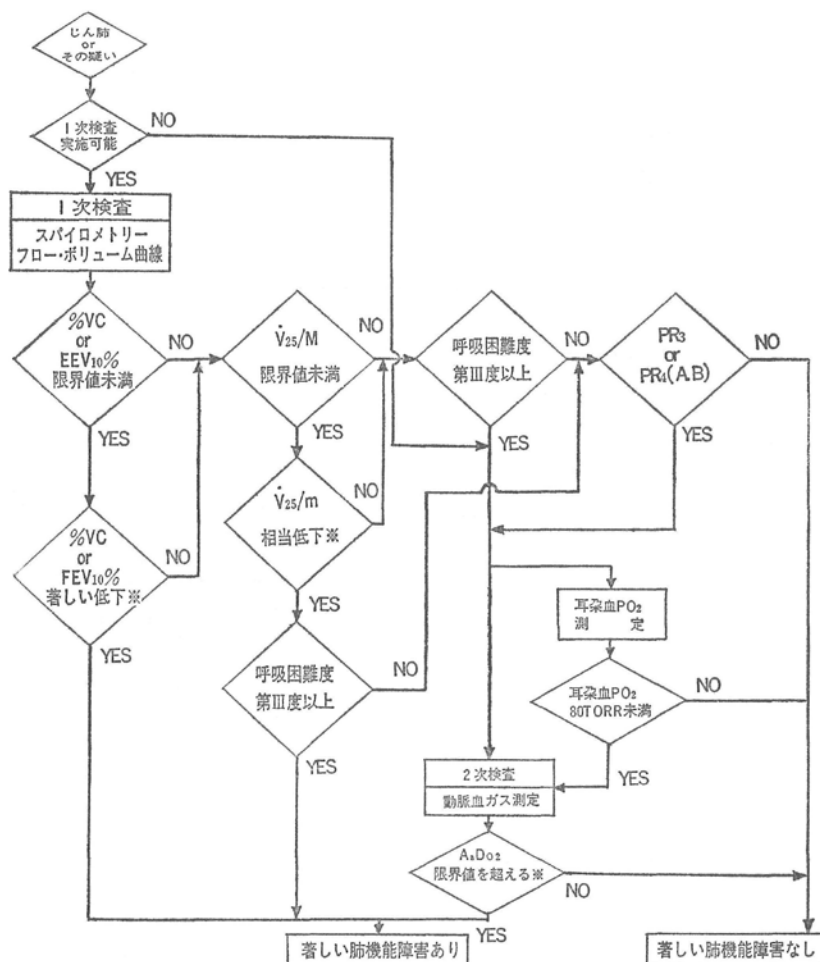 じん肺
or
その疑い
1次検査
実施可能
NO
YES
1次検査
スパイロメトリー
フロー・ボリューム曲線
%VC
or
EEV10%
限界値未満
NO
YES
V̇25/M
限界値未満
NO
YES
呼吸困難度
第III度以上
NO
YES
PR3
or
PR4(A.B)
NO
YES
V̇25/m
相当低下※
NO
YES
%VC
or
FEV10%
著しい低下※
NO
YES
耳朶血PO2
測 定
呼吸困難度
第III度以上
NO
YES
耳朶血PO2
80TORR未満
NO
YES
2次検査
動脈血ガス測定
AaDO2
限界値を超える※
NO
YES
著しい肺機能障害あり
著しい肺機能障害なし